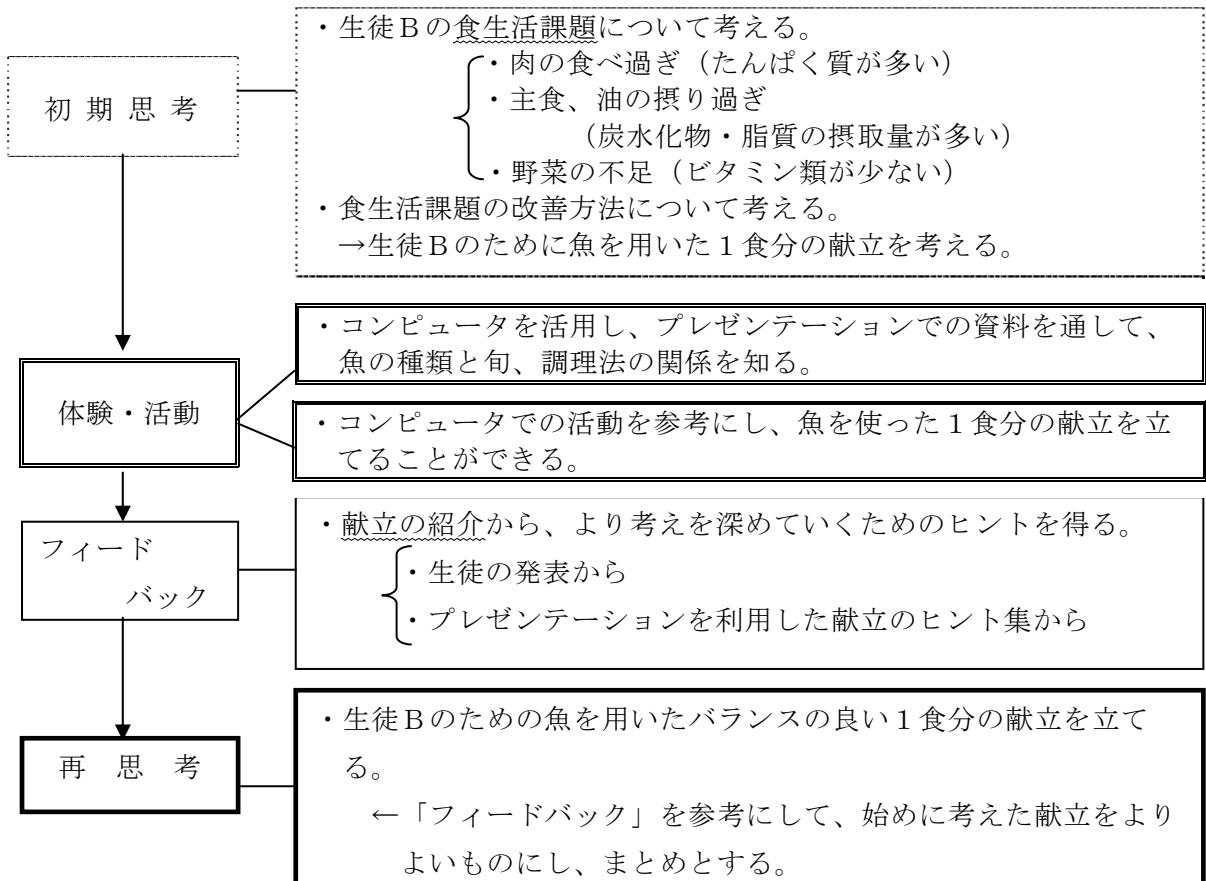 初 期 思 考
・生徒Ｂの食生活課題について考える。
・肉の食べ過ぎ（たんぱく質が多い）
・主食、油の摂り過ぎ
（炭水化物・脂質の摂取量が多い）
・野菜の不足（ビタミン類が少ない）
・食生活課題の改善方法について考える。
→生徒Ｂのために魚を用いた１食分の献立を考える。
体験・活動
・コンピュータを活用し、プレゼンテーションでの資料を通して、
魚の種類と旬、調理法の関係を知る。
・コンピュータでの活動を参考にし、魚を使った１食分の献立を立
てることができる。
フィード
バック
・献立の紹介から、より考えを深めていくためのヒントを得る。
・生徒の発表から
・プレゼンテーションを利用した献立のヒント集から
再 思 考
・生徒Ｂのための魚を用いたバランスの良い１食分の献立を立て
る。
←「フィードバック」を参考にして、始めに考えた献立をより
よいものにし、まとめとする。